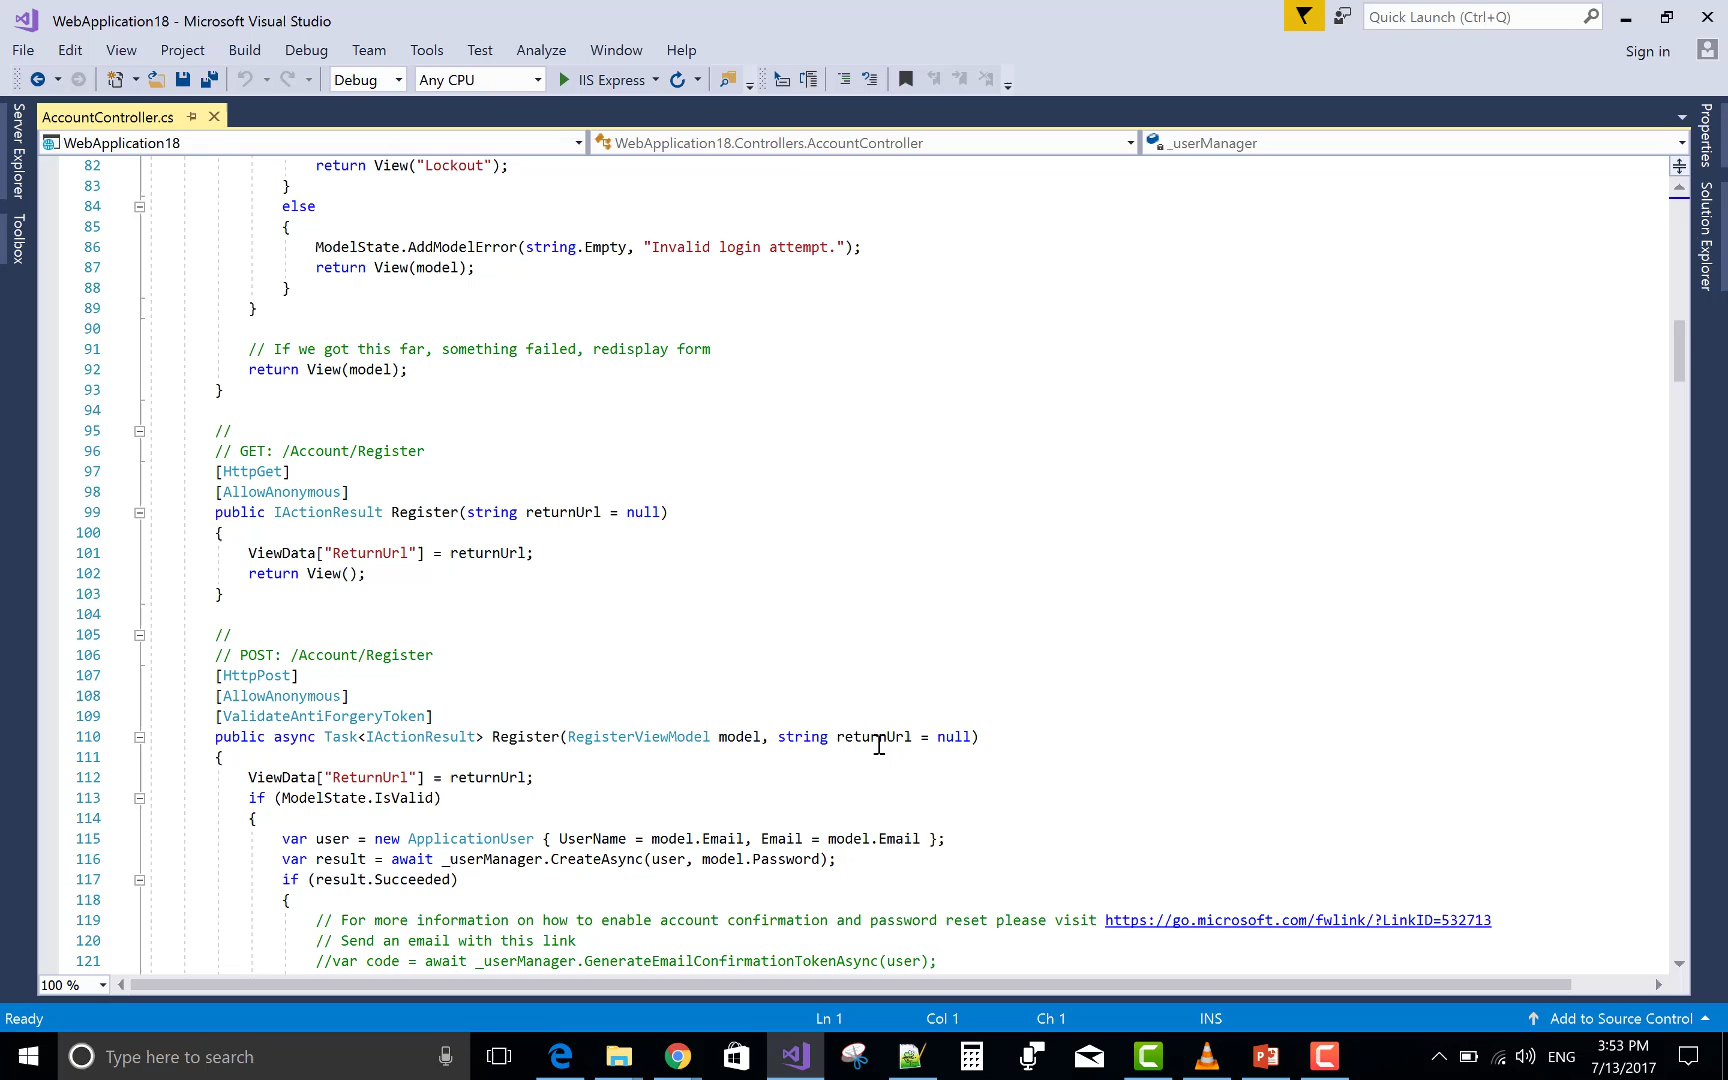 WebApplication18 - Microsoft Visual Studio
Quick Launch (Ctrl+Q)
File Edit View Project Build Debug Team Tools Test Analyze Window Help
Sign in
Debug Any CPU IIS Express
AccountController.cs
WebApplication18 WebApplication18.Controllers.AccountController _userManager
Server Explorer
Toolbox
Properties
Solution Explorer
82 return View("Lockout");
83 }
84 else
85 {
86 ModelState.AddModelError(string.Empty, "Invalid login attempt.");
87 return View(model);
88 }
89 }
90
91 // If we got this far, something failed, redisplay form
92 return View(model);
93 }
94
95 //
96 // GET: /Account/Register
97 [HttpGet]
98 [AllowAnonymous]
99 public IActionResult Register(string returnUrl = null)
100 {
101 ViewData["ReturnUrl"] = returnUrl;
102 return View();
103 }
104
105 //
106 // POST: /Account/Register
107 [HttpPost]
108 [AllowAnonymous]
109 [ValidateAntiForgeryToken]
110 public async Task<IActionResult> Register(RegisterViewModel model, string returnUrl = null)
111 {
112 ViewData["ReturnUrl"] = returnUrl;
113 if (ModelState.IsValid)
114 {
115 var user = new ApplicationUser { UserName = model.Email, Email = model.Email };
116 var result = await _userManager.CreateAsync(user, model.Password);
117 if (result.Succeeded)
118 {
119 // For more information on how to enable account confirmation and password reset please visit https://go.microsoft.com/fwlink/?LinkID=532713
120 // Send an email with this link
121 //var code = await _userManager.GenerateEmailConfirmationTokenAsync(user);
100 %
Ready Ln 1 Col 1 Ch 1 INS Add to Source Control
Type here to search
ENG
3:53 PM
7/13/2017